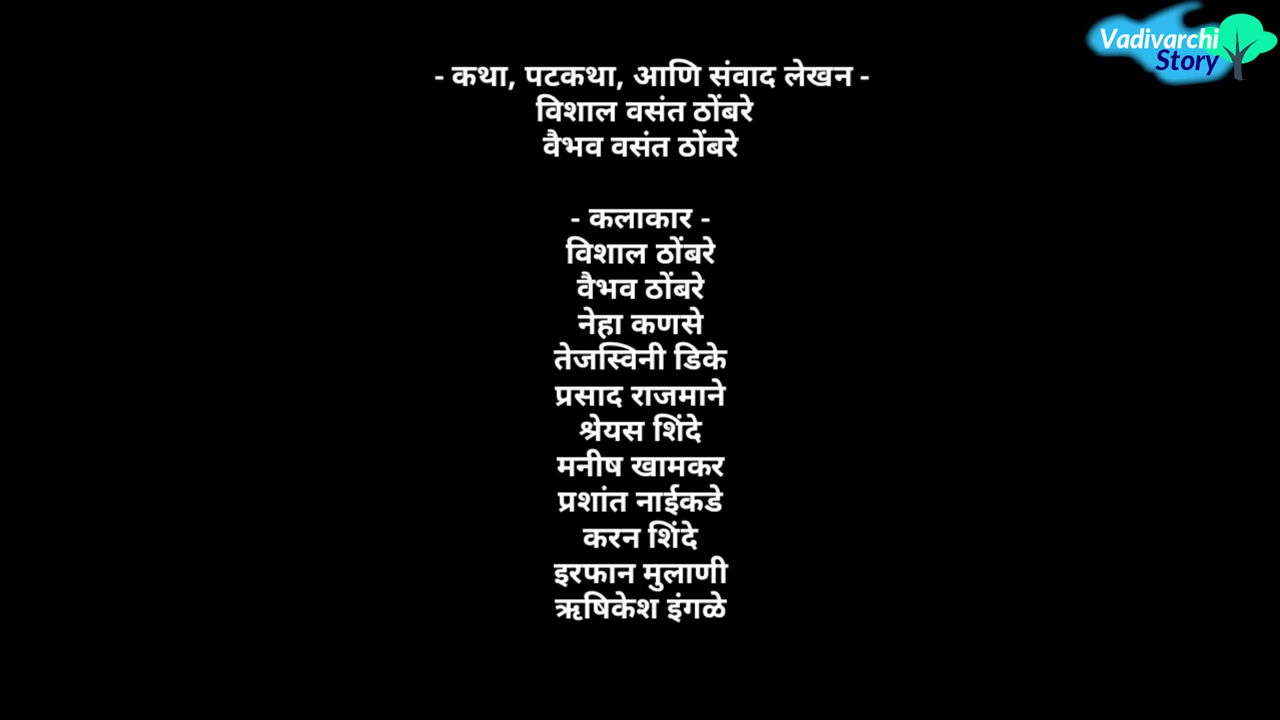 Vadivarchi
Story
- कथा, पटकथा, आणि संवाद लेखन -
विशाल वसंत ठोंबरे
वैभव वसंत ठोंबरे
- कलाकार -
विशाल ठोंबरे
वैभव ठोंबरे
नेहा कणसे
तेजस्विनी डिके
प्रसाद राजमाने
श्रेयस शिंदे
मनीष खामकर
प्रशांत नाईकडे
करन शिंदे
इरफान मुलाणी
ऋषिकेश इंगळे